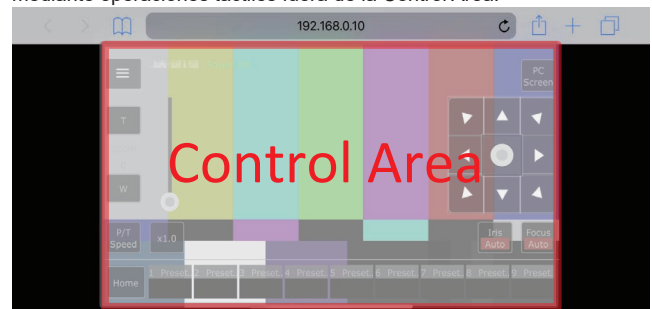 mediante operaciones táctiles fuera de la Control Area.
192.168.0.10
PC
Screen
T
Control Area
W
P/T
Speed
x1.0
Iris
Auto
Focus
Auto
Home
1 Preset. 2 Preset. 3 Preset. 4 Preset. 5 Preset. 6 Preset. 7 Preset. 8 Preset. 9 Preset.